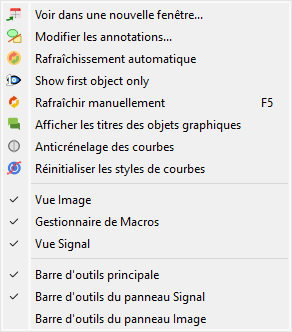 Voir dans une nouvelle fenêtre...
Modifier les annotations...
Rafraîchissement automatique
Show first object only
Rafraîchir manuellement F5
Afficher les titres des objets graphiques
Anticrénelage des courbes
Réinitialiser les styles de courbes
Vue Image
Gestionnaire de Macros
Vue Signal
Barre d'outils principale
Barre d'outils du panneau Signal
Barre d'outils du panneau Image